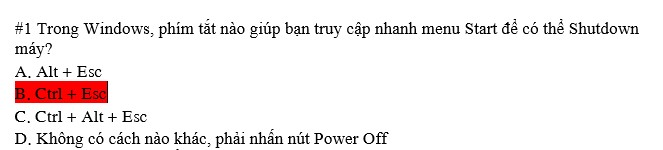 #1 Trong Windows, phím tắt nào giúp bạn truy cập nhanh menu Start để có thể Shutdown
máy?
A. Alt + Esc
B. Ctrl + Esc
C. Ctrl + Alt + Esc
D. Không có cách nào khác, phải nhấn nút Power Off